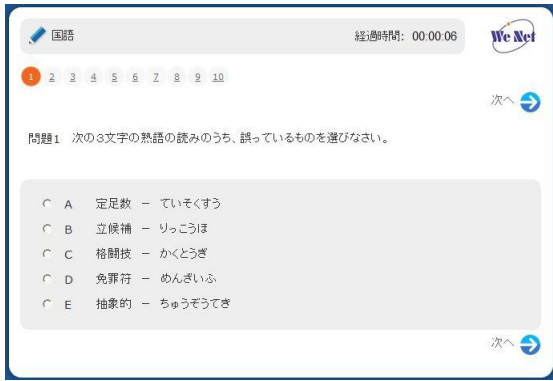 国語
経過時間: 00:00:06
We Net
1 2 3 4 5 6 7 8 9 10
次へ
問題1 次の3文字の熟語の読みのうち、誤っているものを選びなさい。
A 定足数 － ていそくすう
B 立候補 － りっこうほ
C 格闘技 － かくとうぎ
D 免罪符 － めんざいふ
E 抽象的 － ちゅうぞうてき
次へ